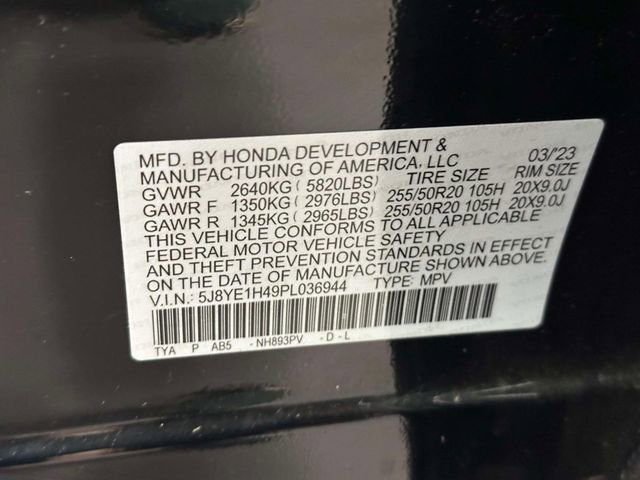 MFD. BY HONDA DEVELOPMENT & 03/'23
MANUFACTURING OF AMERICA, LLC TIRE SIZE RIM SIZE
GVWR 2640KG ( 5820LBS)
GAWR F 1350KG ( 2976LBS) 255/50R20 105H 20X9.0J
GAWR R 1345KG ( 2965LBS) 255/50R20 105H 20X9.0J
THIS VEHICLE CONFORMS TO ALL APPLICABLE
FEDERAL MOTOR VEHICLE SAFETY
AND THEFT PREVENTION STANDARDS IN EFFECT
ON THE DATE OF MANUFACTURE SHOWN ABOVE.
V.I.N.: 5J8YE1H49PL036944 TYPE: MPV
TYA P AB5 -NH893PV -D-L